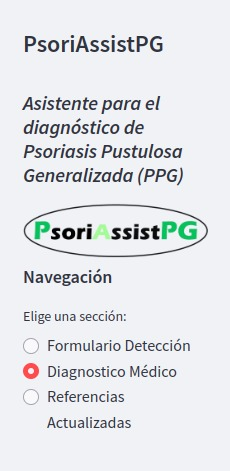 PsoriAssistPG
Asistente para el
diagnóstico de
Psoriasis Pustulosa
Generalizada (PPG)
PsoriAssistPG
Navegación
Elige una sección:
Formulario Detección
Diagnostico Médico
Referencias
Actualizadas